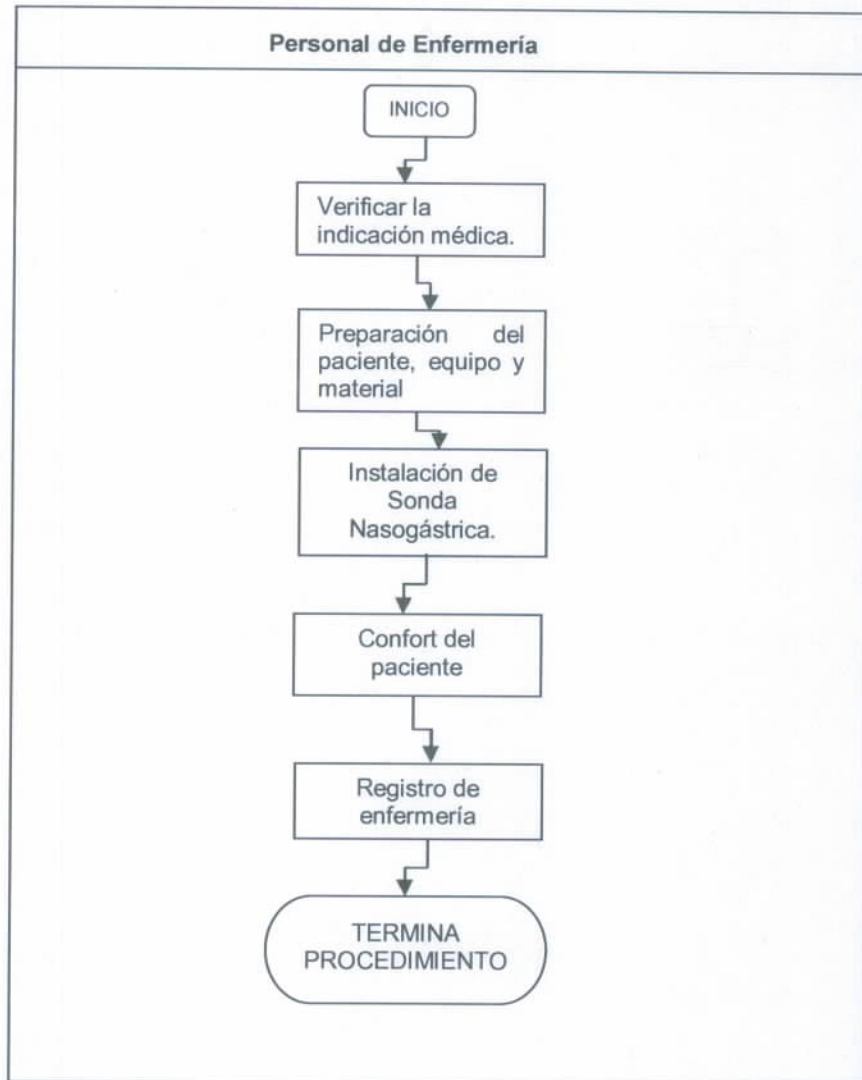 Personal de Enfermería
INICIO
Verificar la
indicación médica.
Preparación del
paciente, equipo y
material
Instalación de
Sonda
Nasogástrica.
Confort del
paciente
Registro de
enfermería
TERMINA
PROCEDIMIENTO